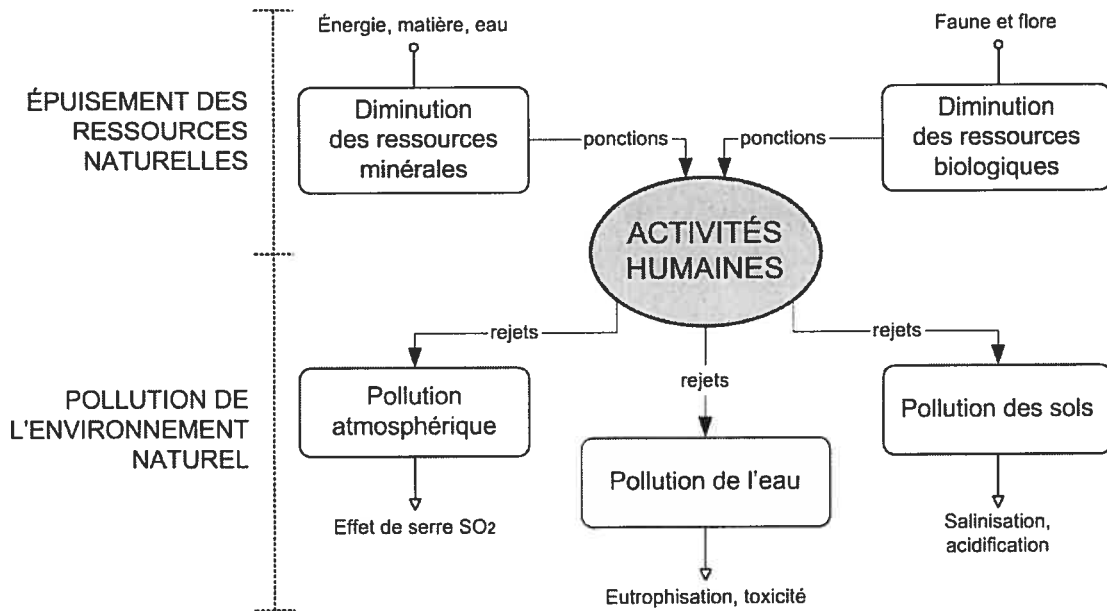 Énergie, matière, eau
Faune et flore
ÉPUISEMENT DES
RESSOURCES
NATURELLES
Diminution
des ressources
minérales
ponctions
ponctions
Diminution
des ressources
biologiques
ACTIVITÉS
HUMAINES
rejets
rejets
rejets
POLLUTION DE
L'ENVIRONNEMENT
NATUREL
Pollution
atmosphérique
Pollution de l'eau
Pollution des sols
Effet de serre SO2
Eutrophisation, toxicité
Salinisation,
acidification